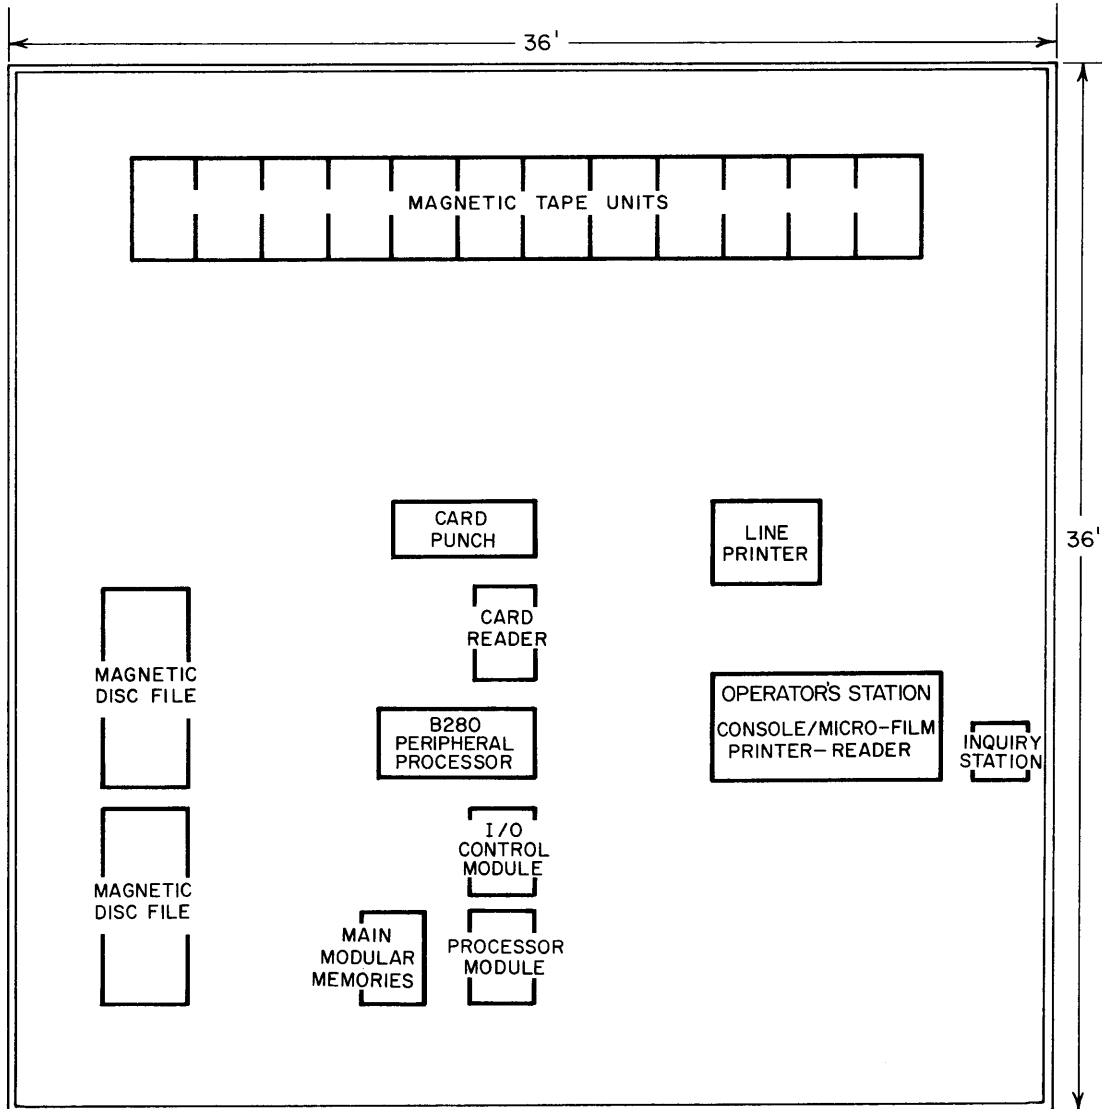 36'
MAGNETIC TAPE UNITS
CARD
PUNCH
LINE
PRINTER
36'
CARD
READER
MAGNETIC
DISC FILE
B280
PERIPHERAL
PROCESSOR
OPERATOR'S STATION
CONSOLE/MICRO-FILM
PRINTER-READER
INQUIRY
STATION
I/O
CONTROL
MODULE
MAGNETIC
DISC FILE
MAIN
MODULAR
MEMORIES
PROCESSOR
MODULE